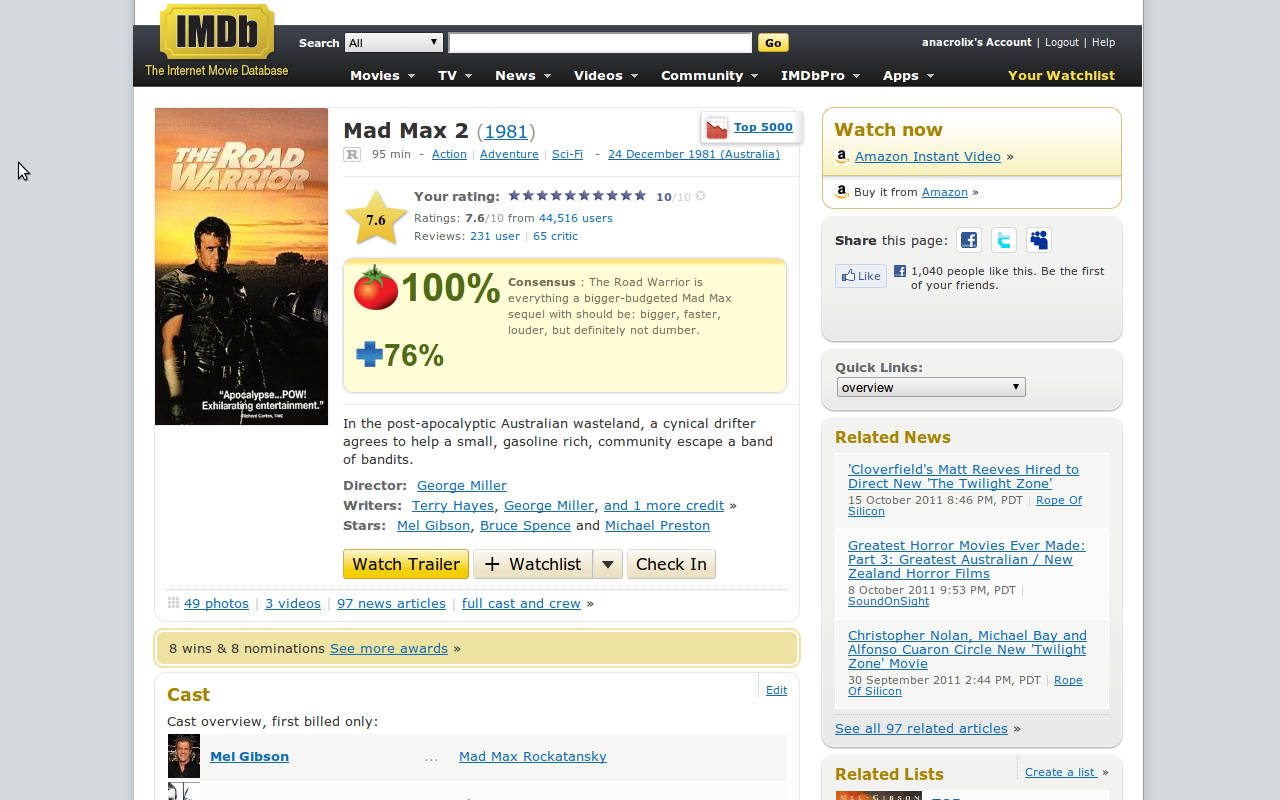 IMDb
The Internet Movie Database
Search All Go
anacrolix's Account | Logout | Help
Movies TV News Videos Community IMDbPro Apps Your Watchlist
THE ROAD
WARRIOR
"Apocalypse...POW!
Exhilarating entertainment."
Richard Corliss, TIME
Mad Max 2 (1981)
Top 5000
R 95 min - Action | Adventure | Sci-Fi - 24 December 1981 (Australia)
7.6
Your rating: 10/10
Ratings: 7.6/10 from 44,516 users
Reviews: 231 user | 65 critic
100%
Consensus : The Road Warrior is
everything a bigger-budgeted Mad Max
sequel with should be: bigger, faster,
louder, but definitely not dumber.
76%
In the post-apocalyptic Australian wasteland, a cynical drifter
agrees to help a small, gasoline rich, community escape a band
of bandits.
Director: George Miller
Writers: Terry Hayes, George Miller, and 1 more credit »
Stars: Mel Gibson, Bruce Spence and Michael Preston
Watch Trailer + Watchlist Check In
49 photos | 3 videos | 97 news articles | full cast and crew »
8 wins & 8 nominations See more awards »
Cast
Edit
Cast overview, first billed only:
Mel Gibson ... Mad Max Rockatansky
Watch now
Amazon Instant Video »
Buy it from Amazon »
Share this page:
Like
1,040 people like this. Be the first
of your friends.
Quick Links:
overview
Related News
'Cloverfield's Matt Reeves Hired to
Direct New 'The Twilight Zone'
15 October 2011 8:46 PM, PDT | Rope Of
Silicon
Greatest Horror Movies Ever Made:
Part 3: Greatest Australian / New
Zealand Horror Films
8 October 2011 9:53 PM, PDT |
SoundOnSight
Christopher Nolan, Michael Bay and
Alfonso Cuaron Circle New 'Twilight
Zone' Movie
30 September 2011 2:44 PM, PDT | Rope
Of Silicon
See all 97 related articles »
Related Lists
Create a list »
MEL GIBSON